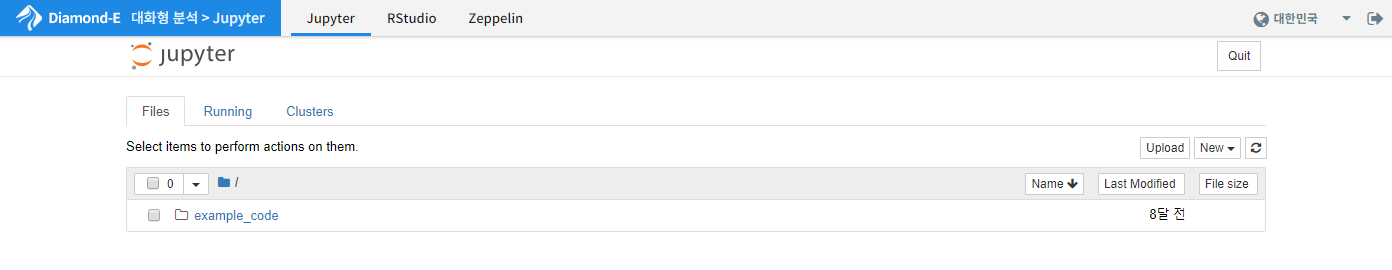 Diamond-E 대화형 분석 > Jupyter Jupyter RStudio Zeppelin 대한민국
jupyter Quit
Files Running Clusters
Select items to perform actions on them. Upload New
0 / Name Last Modified File size
example_code 8달 전